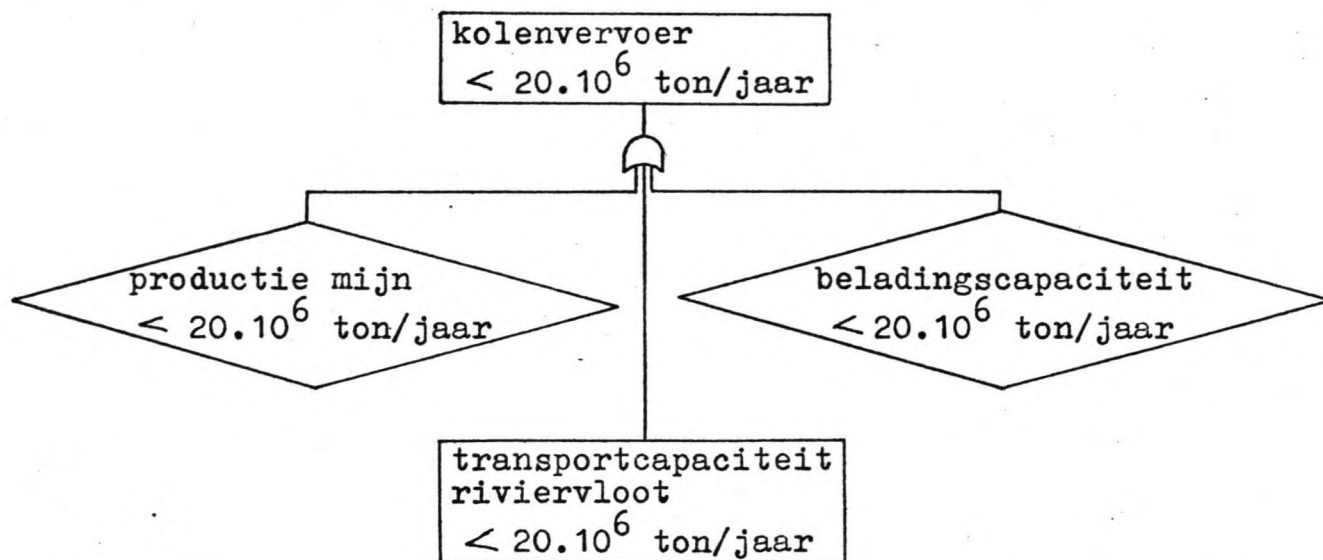 kolenvervoer
< 20.10⁶ ton/jaar
productie mijn
< 20.10⁶ ton/jaar
beladingscapaciteit
< 20.10⁶ ton/jaar
transportcapaciteit
riviervloot
< 20.10⁶ ton/jaar